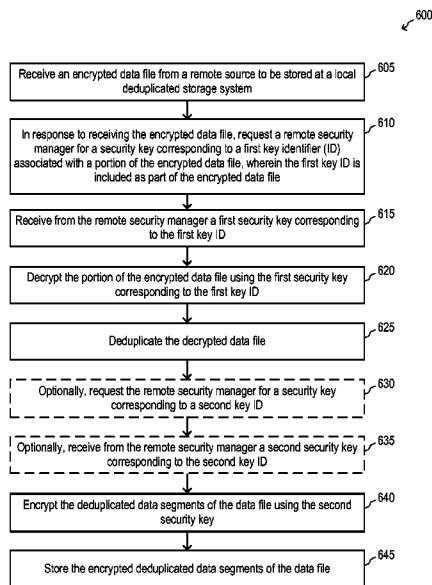 600
Receive an encrypted data file from a remote source to be stored at a local
deduplicated storage system
605
In response to receiving the encrypted data file, request a remote security
manager for a security key corresponding to a first key identifier (ID)
associated with a portion of the encrypted data file, wherein the first key ID is
included as part of the encrypted data file
610
Receive from the remote security manager a first security key corresponding
to the first key ID
615
Decrypt the portion of the encrypted data file using the first security key
corresponding to the first key ID
620
Deduplicate the decrypted data file
625
Optionally, request the remote security manager for a security key
corresponding to a second key ID
630
Optionally, receive from the remote security manager a second security key
corresponding to the second key ID
635
Encrypt the deduplicated data segments of the data file using the second
security key
640
Store the encrypted deduplicated data segments of the data file
645